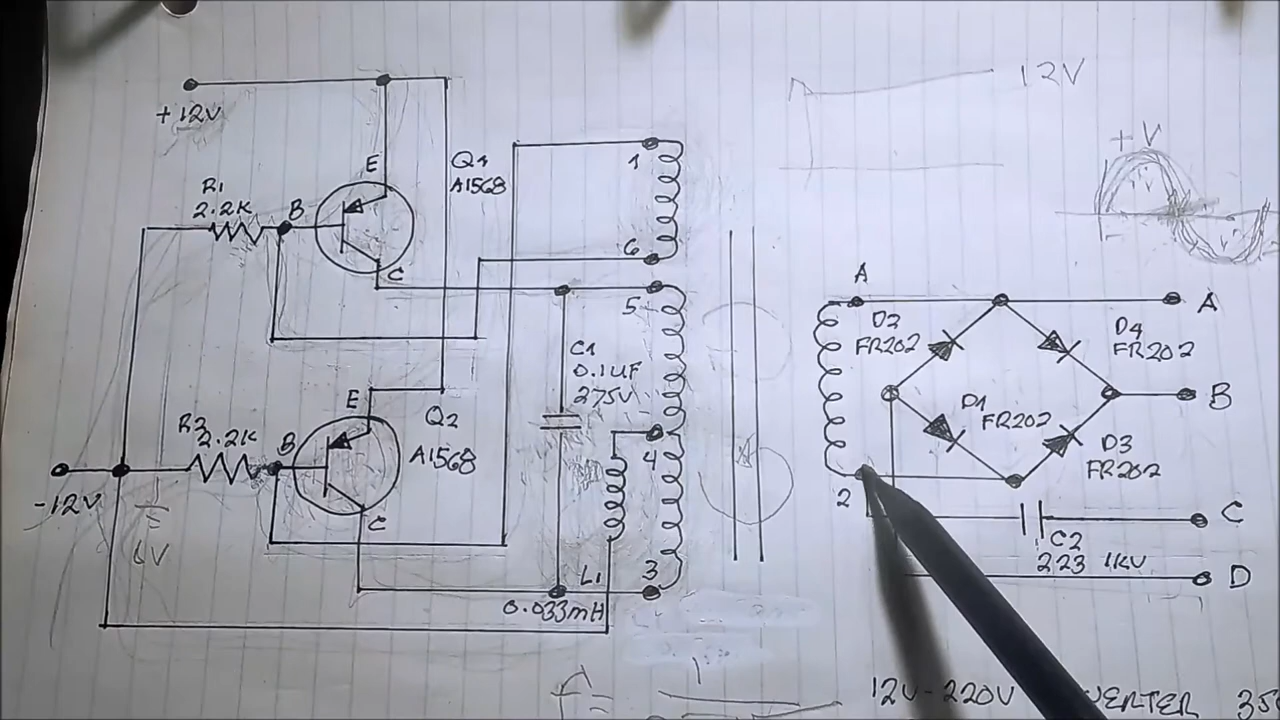 +12V
E
Q1
A1568
R1
2.2K
B
C
1
6
5
C1
0.1UF
275V
E
Q2
A1568
R2
2.2K
B
C
-12V
6V
4
L1
0.033mH
3
12V
+V
A
D2
FR202
D4
FR202
A
D1
FR202
B
D3
FR202
2
C2
223 1KV
C
D
12V-220V